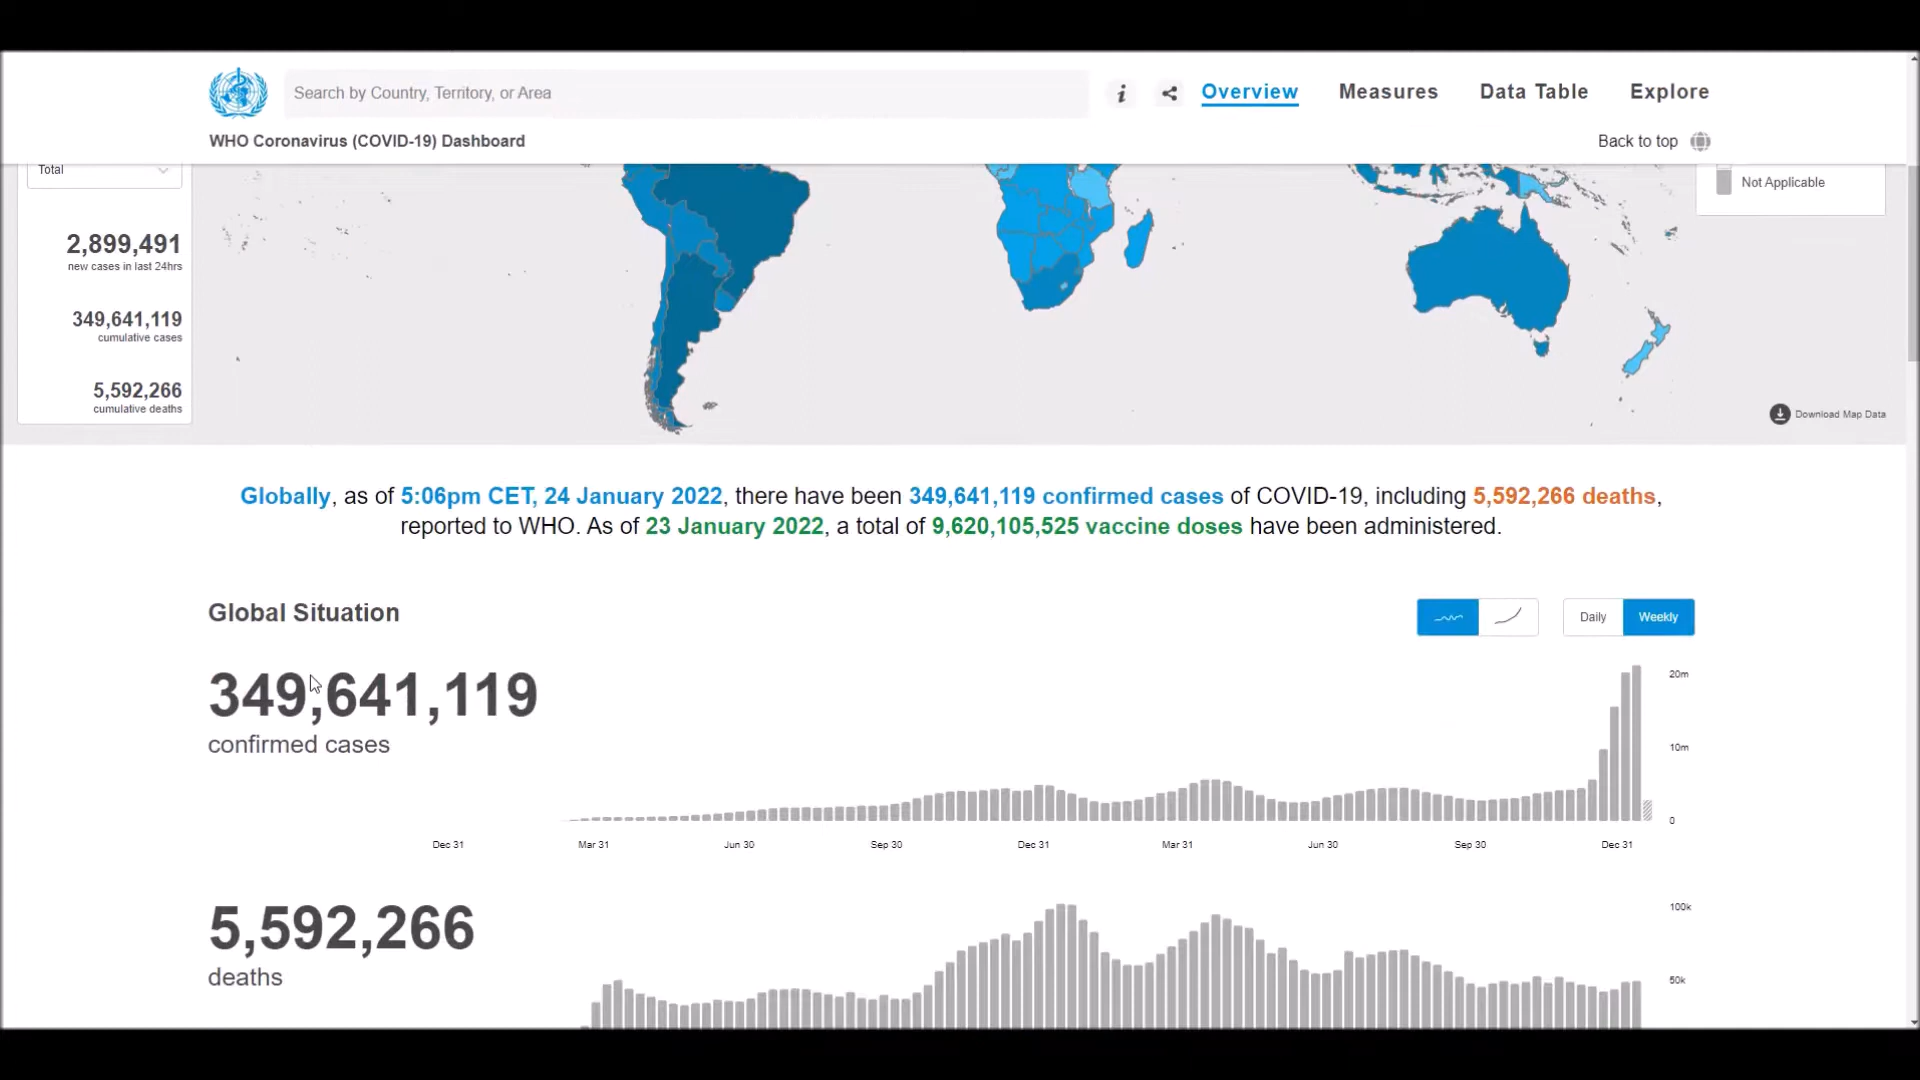 Search by Country, Territory, or Area
i
Overview
Measures
Data Table
Explore
WHO Coronavirus (COVID-19) Dashboard
Back to top
Total
Not Applicable
2,899,491
new cases in last 24hrs
349,641,119
cumulative cases
5,592,266
cumulative deaths
Download Map Data
Globally, as of 5:06pm CET, 24 January 2022, there have been 349,641,119 confirmed cases of COVID-19, including 5,592,266 deaths,
reported to WHO. As of 23 January 2022, a total of 9,620,105,525 vaccine doses have been administered.
Global Situation
Daily
Weekly
349,641,119
confirmed cases
20m
10m
0
Dec 31
Mar 31
Jun 30
Sep 30
Dec 31
Mar 31
Jun 30
Sep 30
Dec 31
5,592,266
deaths
100k
50k